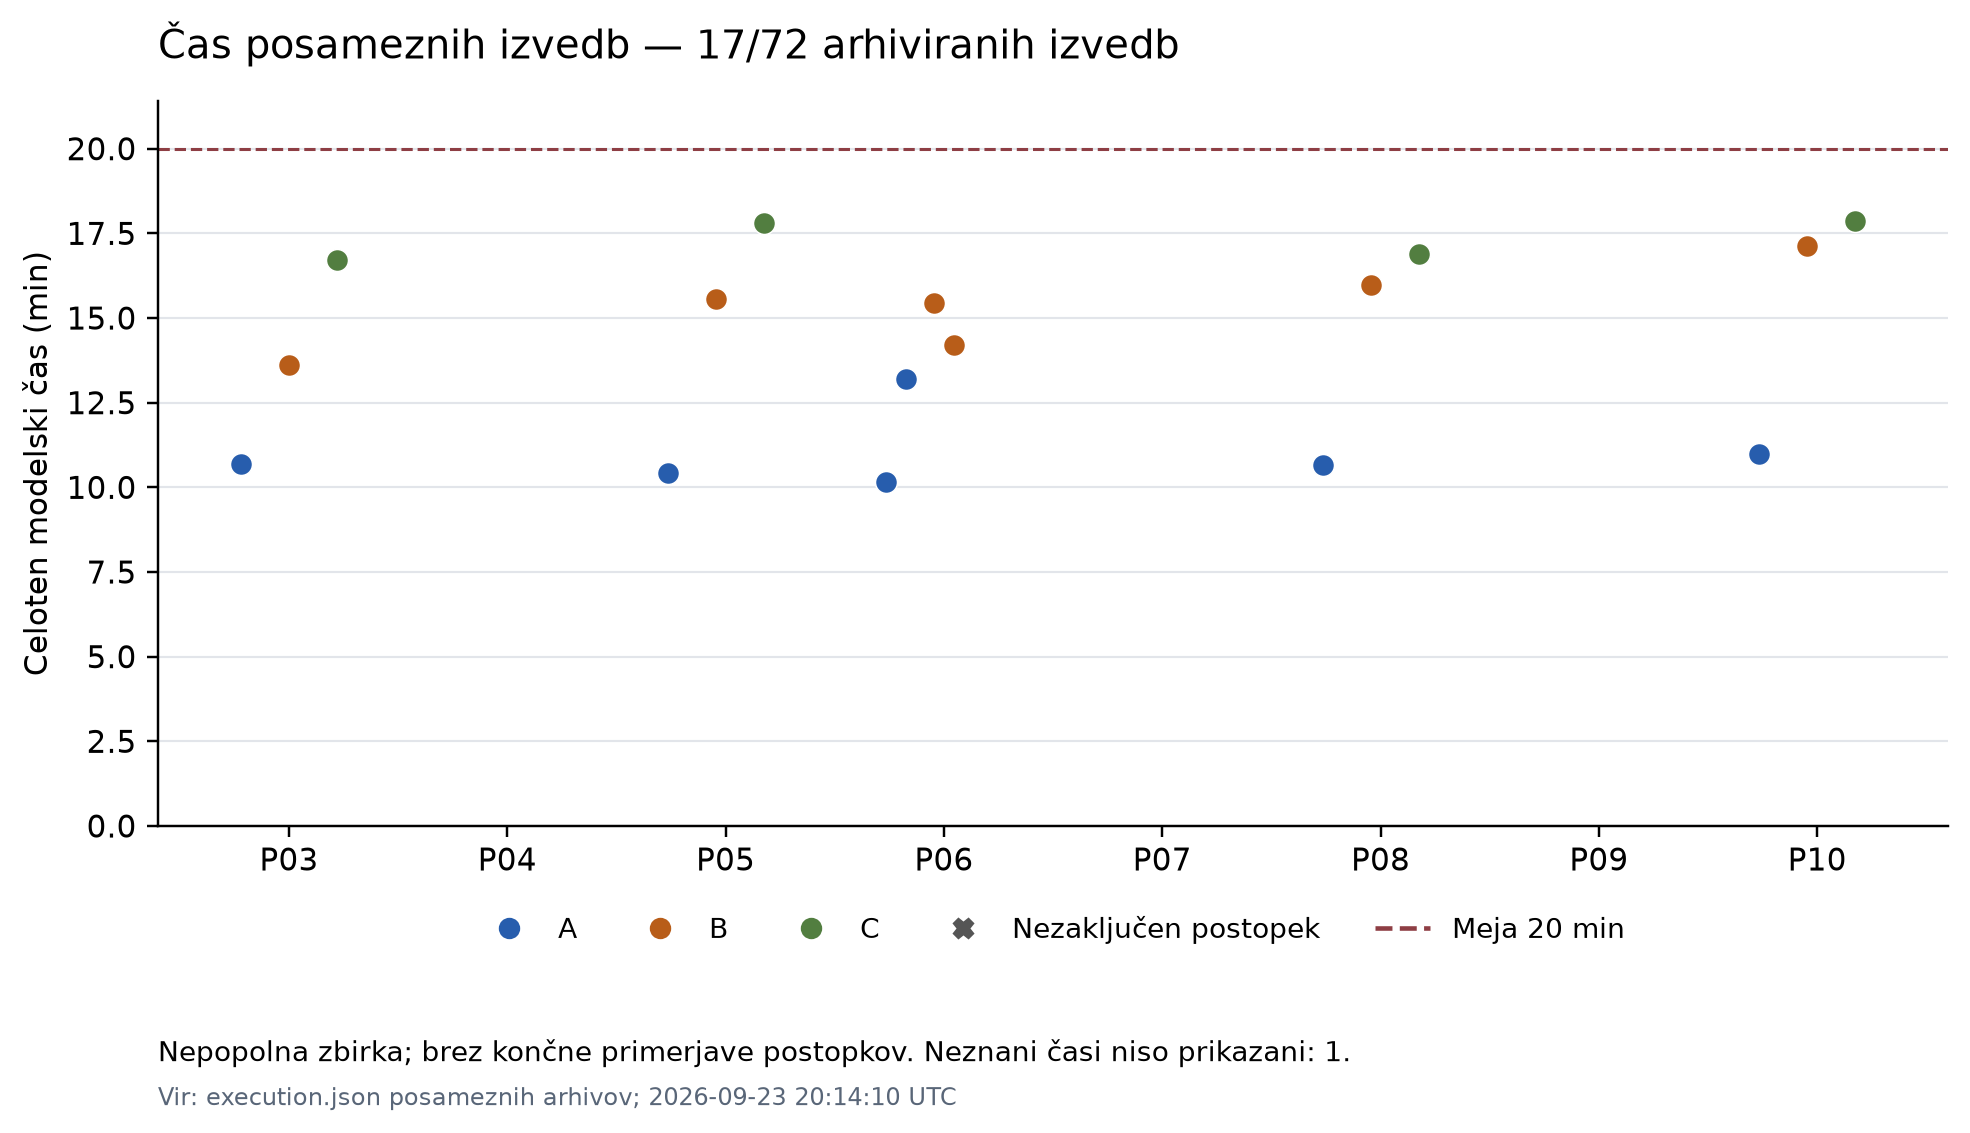 Čas posameznih izvedb — 17/72 arhiviranih izvedb
Celoten modelski čas (min)
20.0
17.5
15.0
12.5
10.0
7.5
5.0
2.5
0.0
P03 P04 P05 P06 P07 P08 P09 P10
A B C Nezaključen postopek Meja 20 min
Nepopolna zbirka; brez končne primerjave postopkov. Neznani časi niso prikazani: 1.
Vir: execution.json posameznih arhivov; 2026-09-23 20:14:10 UTC